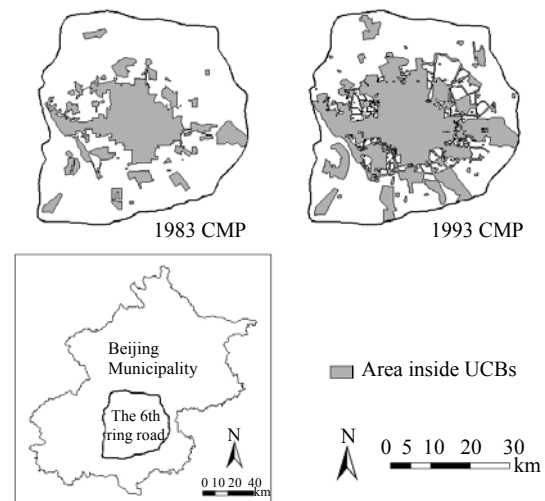 1983 CMP
1993 CMP
Beijing
Municipality
The 6th
ring road
N
0 10 20 30 40
km
Area inside UCBs
N
0 5 10 20 30
km